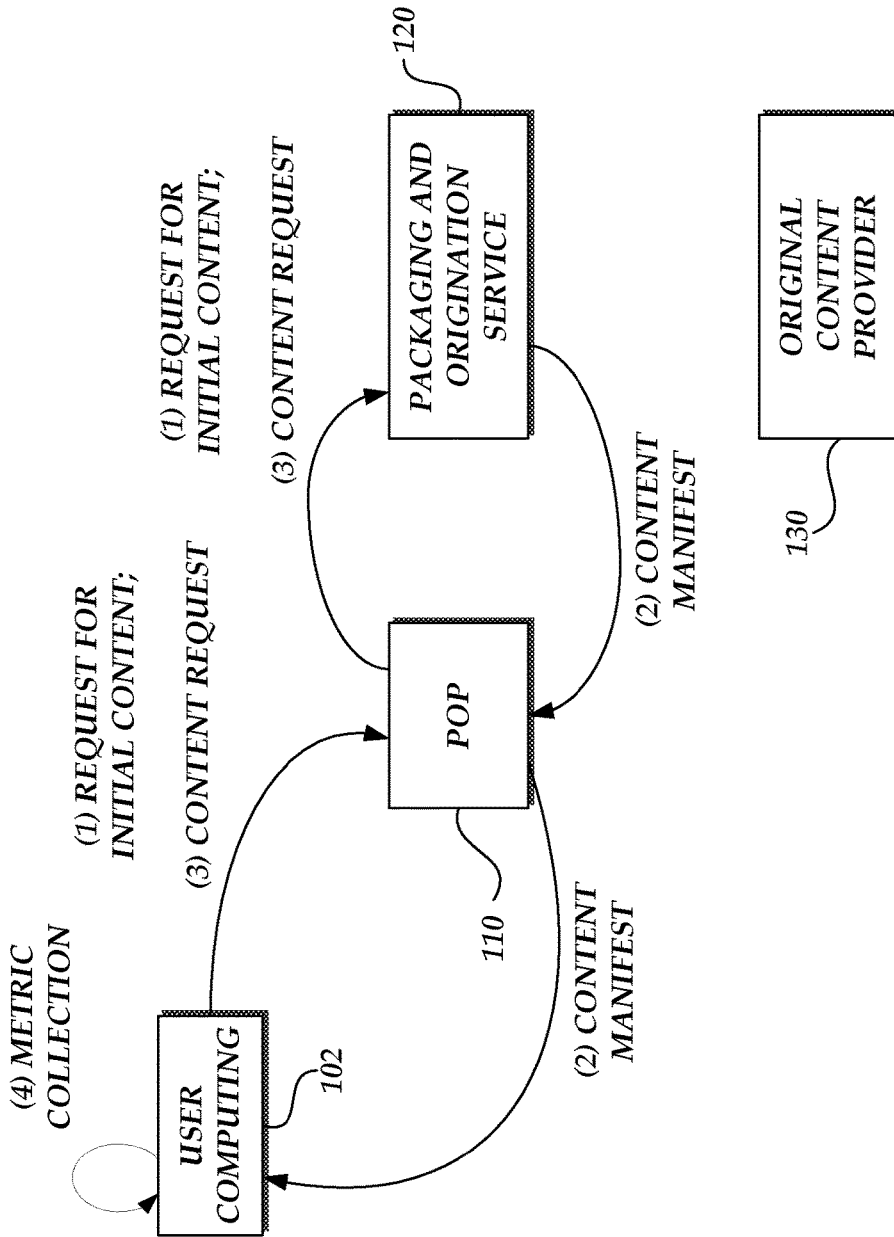 (4) METRIC
COLLECTION
USER
COMPUTING
102
(1) REQUEST FOR
INITIAL CONTENT;
(3) CONTENT REQUEST
(2) CONTENT
MANIFEST
POP
110
(1) REQUEST FOR
INITIAL CONTENT;
(3) CONTENT REQUEST
(2) CONTENT
MANIFEST
PACKAGING AND
ORIGINATION
SERVICE
120
ORIGINAL
CONTENT
PROVIDER
130